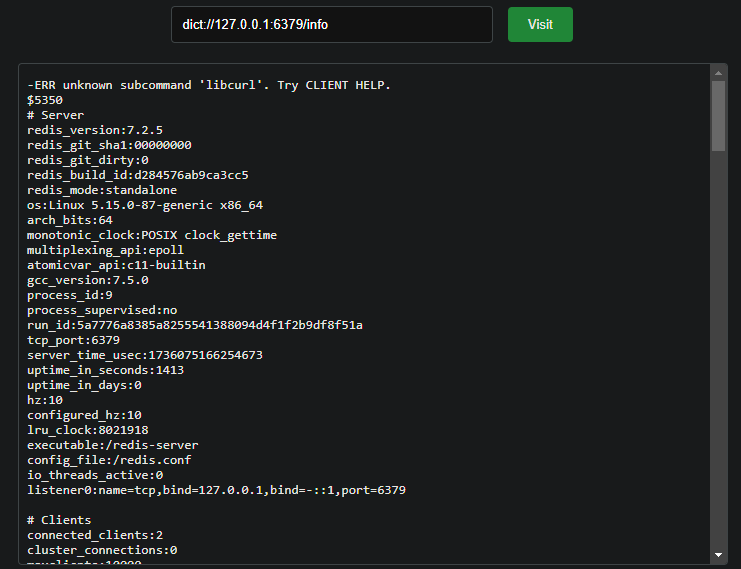 dict://127.0.0.1:6379/info
Visit
-ERR unknown subcommand 'libcurl'. Try CLIENT HELP.
$5350
# Server
redis_version:7.2.5
redis_git_sha1:00000000
redis_git_dirty:0
redis_build_id:d284576ab9ca3cc5
redis_mode:standalone
os:Linux 5.15.0-87-generic x86_64
arch_bits:64
monotonic_clock:POSIX clock_gettime
multiplexing_api:epoll
atomicvar_api:c11-builtin
gcc_version:7.5.0
process_id:9
process_supervised:no
run_id:5a7776a8385a8255541388094d4f1f2b9df8f51a
tcp_port:6379
server_time_usec:1736075166254673
uptime_in_seconds:1413
uptime_in_days:0
hz:10
configured_hz:10
lru_clock:8021918
executable:/redis-server
config_file:/redis.conf
io_threads_active:0
listener0:name=tcp,bind=127.0.0.1,bind=-::1,port=6379
# Clients
connected_clients:2
cluster_connections:0
maxclients:10000